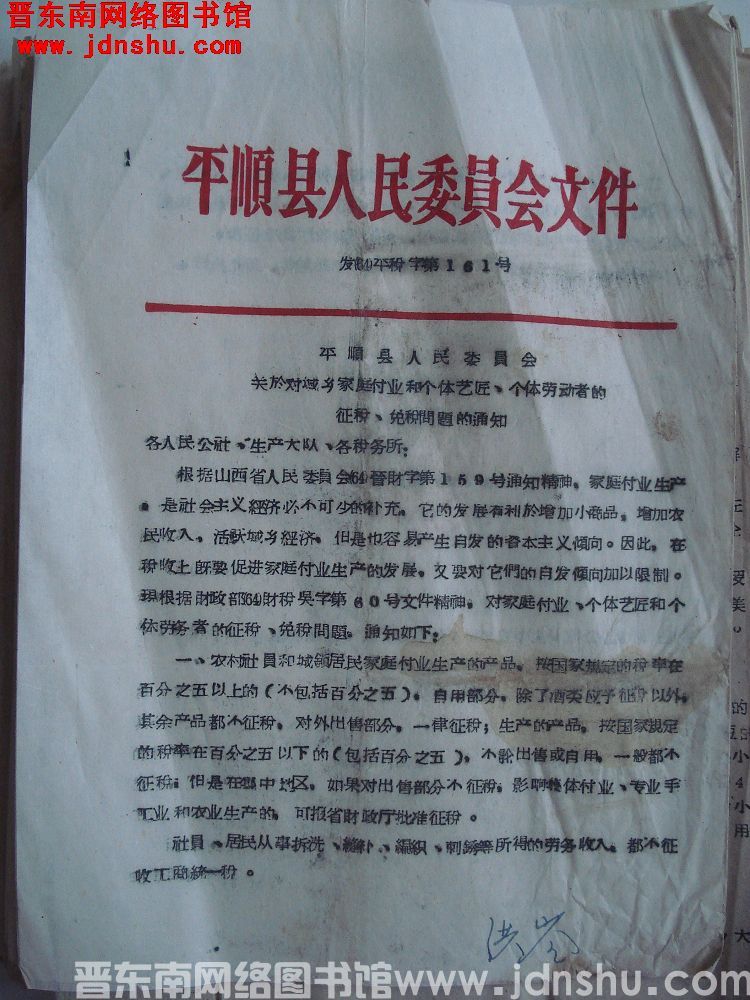 晋东南网络图书馆
www.jdnshu.com
平順县人民委員会文件
发(64)平税字第161号
平順县人民委員会
关於对城乡家庭付业和个体艺匠、个体劳动者的
征税、免税問題的通知
各人民公社、生产大队、各税务所:
根据山西省人民委員会(64)晋財字第159号通知精神,家庭付业生产
。是社会主义經济必不可少的补充,它的发展有利於增加小商品,增加农
民收入,活躍城乡經济,但是也容易产生自发的資本主义傾向。因此,在
税收上既要促进家庭付业生产的发展,又要对它們的自发傾向加以限制。
現根据財政部(64)財税吳字第60号文件精神,对家庭付业、个体艺匠和个
体劳务者的征税、免税問題,通知如下:
一、农村社員和城鎮居民家庭付业生产的产品,按国家規定的税率在
百分之五以上的(不包括百分之五),自用部分,除了酒类应予征税以外,
其余产品都不征税,对外出售部分,一律征税;生产的产品,按国家規定
的税率在百分之五以下的(包括百分之五),不論出售或自用,一般都不
征税;但是在集中地区,如果对出售部分不征税,影响集体付业、专业手
工业和农业生产的,可报省財政厅批准征税。
社員、居民从事拆洗、縫补、編織、刺綉等所得的劳务收入,都不征
收工商統一税。
晋东南网络图书馆www.jdnshu.com